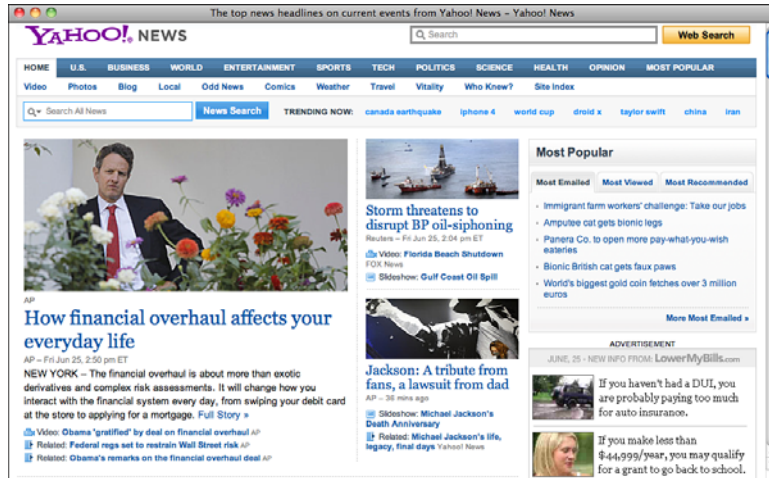 The top news headlines on current events from Yahoo! News – Yahoo! News
YAHOO! NEWS
Search
Web Search
HOME U.S. BUSINESS WORLD ENTERTAINMENT SPORTS TECH POLITICS SCIENCE HEALTH OPINION MOST POPULAR
Video Photos Blog Local Odd News Comics Weather Travel Vitality Who Knew? Site Index
Search All News
News Search
TRENDING NOW: canada earthquake iphone 4 world cup droid x taylor swift china iran
AP
How financial overhaul affects your
everyday life
AP – Fri Jun 25, 2:50 pm ET
NEW YORK – The financial overhaul is about more than exotic
derivatives and complex risk assessments. It will change how you
interact with the financial system every day, from swiping your debit card
at the store to applying for a mortgage. Full Story »
Video: Obama 'gratified' by deal on financial overhaul AP
Related: Federal regs set to restrain Wall Street risk AP
Related: Obama's remarks on the financial overhaul deal AP
Storm threatens to
disrupt BP oil-siphoning
Reuters – Fri Jun 25, 2:04 pm ET
Video: Florida Beach Shutdown
FOX News
Slideshow: Gulf Coast Oil Spill
Jackson: A tribute from
fans, a lawsuit from dad
AP – 36 mins ago
Slideshow: Michael Jackson's
Death Anniversary
Related: Michael Jackson's life,
legacy, final days Yahoo! News
Most Popular
Most Emailed Most Viewed Most Recommended
Immigrant farm workers' challenge: Take our jobs
Amputee cat gets bionic legs
Panera Co. to open more pay-what-you-wish
eateries
Bionic British cat gets faux paws
World's biggest gold coin fetches over 3 million
euros
More Most Emailed »
ADVERTISEMENT
JUNE, 25 - NEW INFO FROM: LowerMyBills.com
If you haven't had a DUI, you
are probably paying too much
for auto insurance.
If you make less than
$44,999/year, you may qualify
for a grant to go back to school.